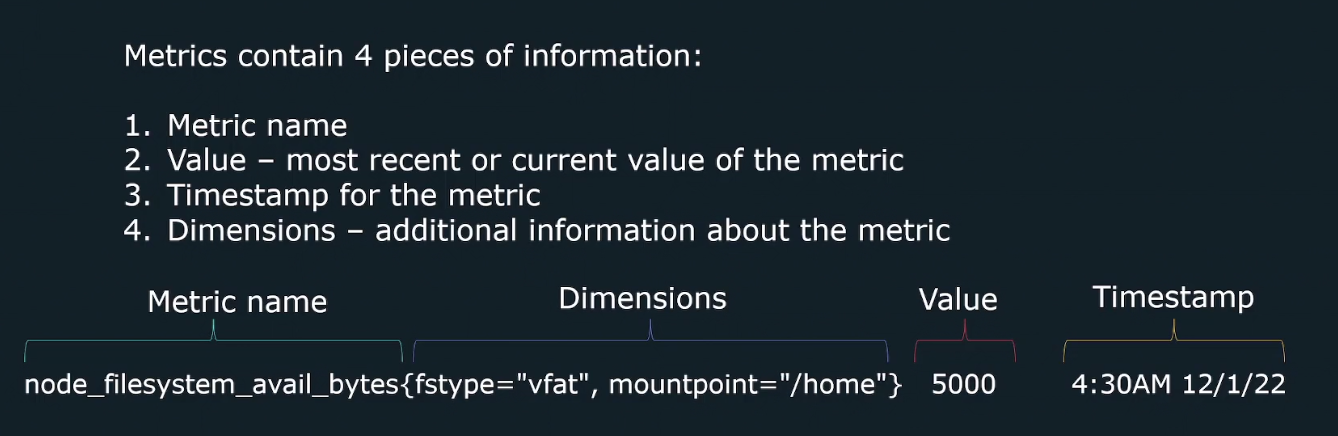 Metrics contain 4 pieces of information:
1. Metric name
2. Value – most recent or current value of the metric
3. Timestamp for the metric
4. Dimensions – additional information about the metric
Metric name Dimensions Value Timestamp
node_filesystem_avail_bytes{fstype="vfat", mountpoint="/home"} 5000 4:30AM 12/1/22